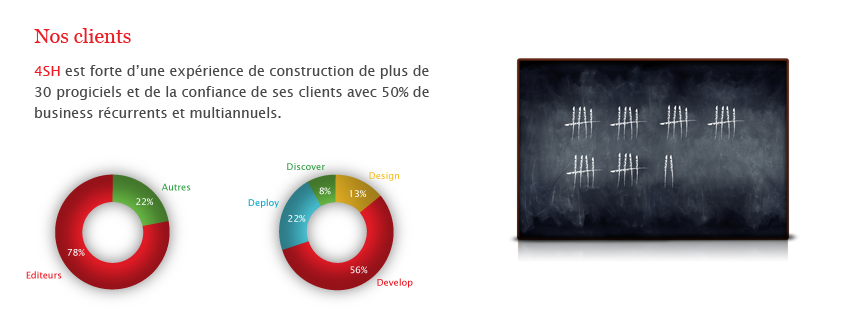 Nos clients
4SH est forte d’une expérience de construction de plus de
30 progiciels et de la confiance de ses clients avec 50% de
business récurrents et multiannuels.
Autres
22%
78%
Editeurs
Discover
8%
Design
13%
Deploy
22%
56%
Develop